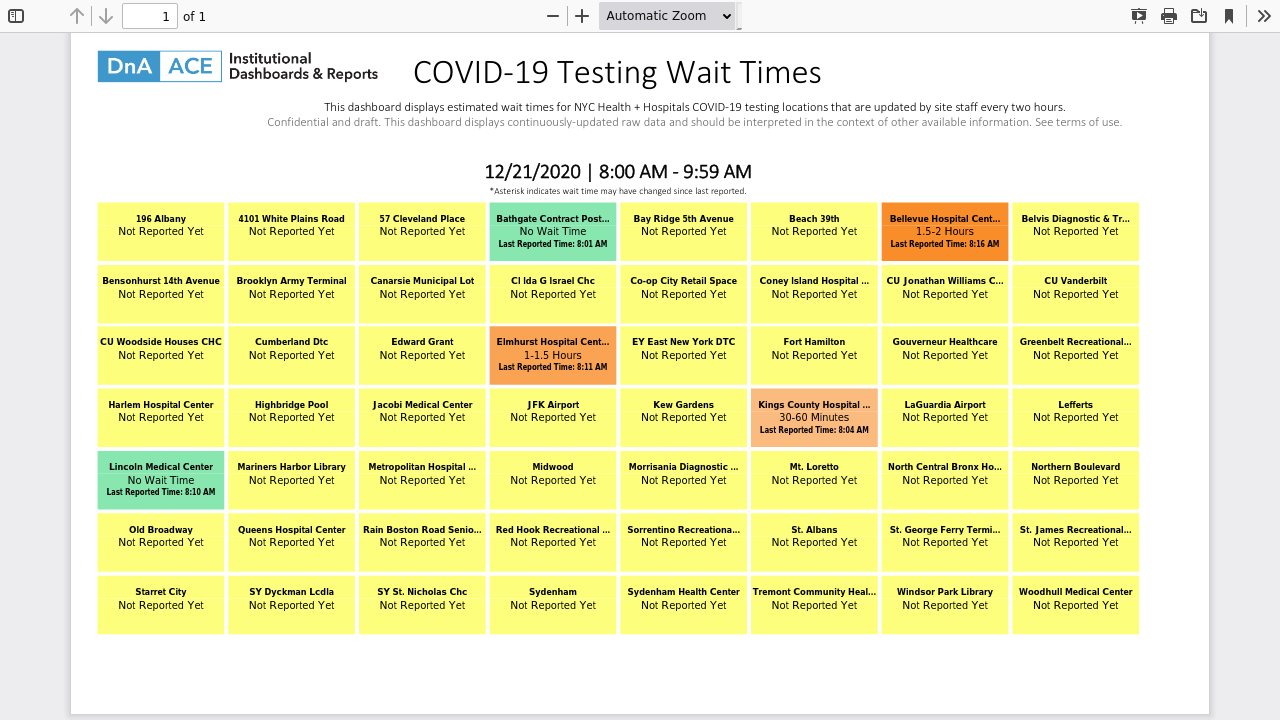 1 of 1 Automatic Zoom
DnA ACE Institutional
Dashboards & Reports
COVID-19 Testing Wait Times
This dashboard displays estimated wait times for NYC Health + Hospitals COVID-19 testing locations that are updated by site staff every two hours.
Confidential and draft. This dashboard displays continuously-updated raw data and should be interpreted in the context of other available information. See terms of use.
12/21/2020 | 8:00 AM - 9:59 AM
*Asterisk indicates wait time may have changed since last reported.
196 Albany
Not Reported Yet
4101 White Plains Road
Not Reported Yet
57 Cleveland Place
Not Reported Yet
Bathgate Contract Post...
No Wait Time
Last Reported Time: 8:01 AM
Bay Ridge 5th Avenue
Not Reported Yet
Beach 39th
Not Reported Yet
Bellevue Hospital Cent...
1.5-2 Hours
Last Reported Time: 8:16 AM
Belvis Diagnostic & Tr...
Not Reported Yet
Bensonhurst 14th Avenue
Not Reported Yet
Brooklyn Army Terminal
Not Reported Yet
Canarsie Municipal Lot
Not Reported Yet
CI Ida G Israel Chc
Not Reported Yet
Co-op City Retail Space
Not Reported Yet
Coney Island Hospital ...
Not Reported Yet
CU Jonathan Williams C...
Not Reported Yet
CU Vanderbilt
Not Reported Yet
CU Woodside Houses CHC
Not Reported Yet
Cumberland Dtc
Not Reported Yet
Edward Grant
Not Reported Yet
Elmhurst Hospital Cent...
1-1.5 Hours
Last Reported Time: 8:11 AM
EY East New York DTC
Not Reported Yet
Fort Hamilton
Not Reported Yet
Gouverneur Healthcare
Not Reported Yet
Greenbelt Recreational...
Not Reported Yet
Harlem Hospital Center
Not Reported Yet
Highbridge Pool
Not Reported Yet
Jacobi Medical Center
Not Reported Yet
JFK Airport
Not Reported Yet
Kew Gardens
Not Reported Yet
Kings County Hospital ...
30-60 Minutes
Last Reported Time: 8:04 AM
LaGuardia Airport
Not Reported Yet
Lefferts
Not Reported Yet
Lincoln Medical Center
No Wait Time
Last Reported Time: 8:10 AM
Mariners Harbor Library
Not Reported Yet
Metropolitan Hospital ...
Not Reported Yet
Midwood
Not Reported Yet
Morrisania Diagnostic ...
Not Reported Yet
Mt. Loretto
Not Reported Yet
North Central Bronx Ho...
Not Reported Yet
Northern Boulevard
Not Reported Yet
Old Broadway
Not Reported Yet
Queens Hospital Center
Not Reported Yet
Rain Boston Road Senio...
Not Reported Yet
Red Hook Recreational ...
Not Reported Yet
Sorrentino Recreationa...
Not Reported Yet
St. Albans
Not Reported Yet
St. George Ferry Termi...
Not Reported Yet
St. James Recreational...
Not Reported Yet
Starret City
Not Reported Yet
SY Dyckman Lcdla
Not Reported Yet
SY St. Nicholas Chc
Not Reported Yet
Sydenham
Not Reported Yet
Sydenham Health Center
Not Reported Yet
Tremont Community Heal...
Not Reported Yet
Windsor Park Library
Not Reported Yet
Woodhull Medical Center
Not Reported Yet